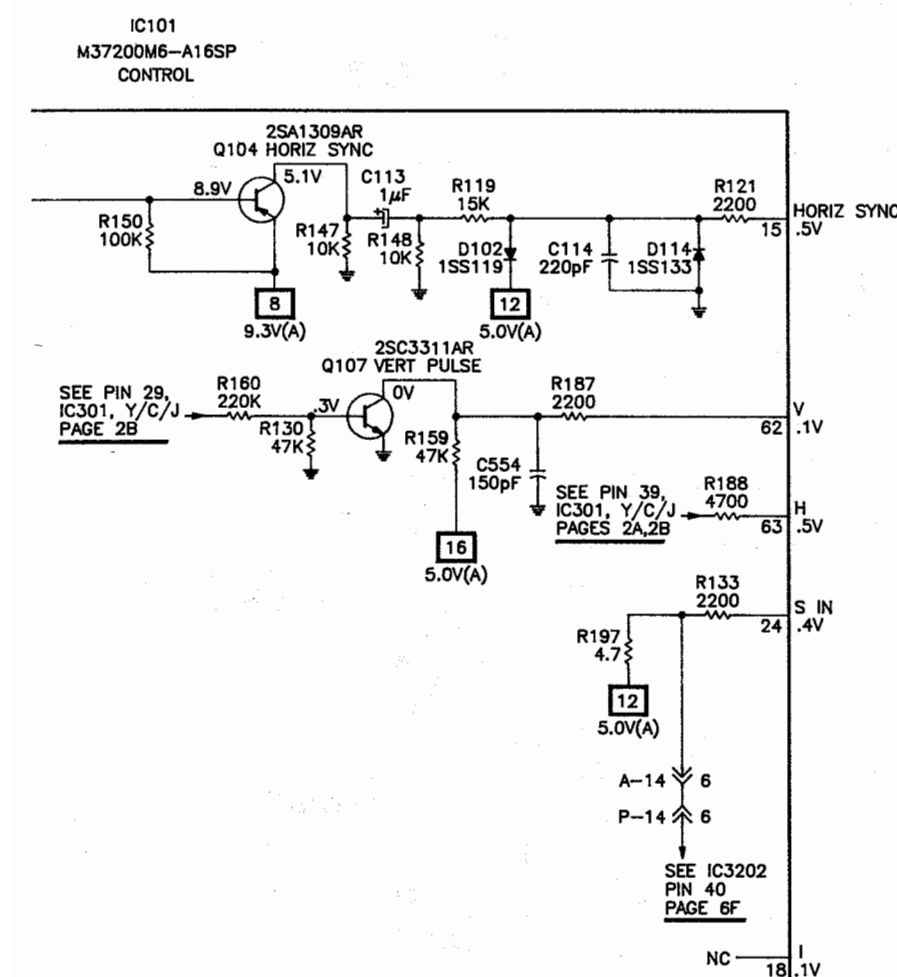 IC101
M37200M6-A16SP
CONTROL
2SA1309AR
Q104 HORIZ SYNC
8.9V
5.1V
C113
1µF
R119
15K
R121
2200
HORIZ SYNC
15
.5V
R150
100K
R147
10K
R148
10K
D102
1SS119
C114
220pF
D114
1SS133
8
9.3V(A)
12
5.0V(A)
2SC3311AR
Q107 VERT PULSE
SEE PIN 29,
IC301, Y/C/J
PAGE 2B
R160
220K
.3V
0V
R187
2200
V
62
.1V
R130
47K
R159
47K
C554
150pF
SEE PIN 39,
IC301, Y/C/J
PAGES 2A,2B
R188
4700
H
63
.5V
16
5.0V(A)
R133
2200
S IN
24
.4V
R197
4.7
12
5.0V(A)
A-14 6
P-14 6
SEE IC3202
PIN 40
PAGE 6F
NC
I
18
.1V